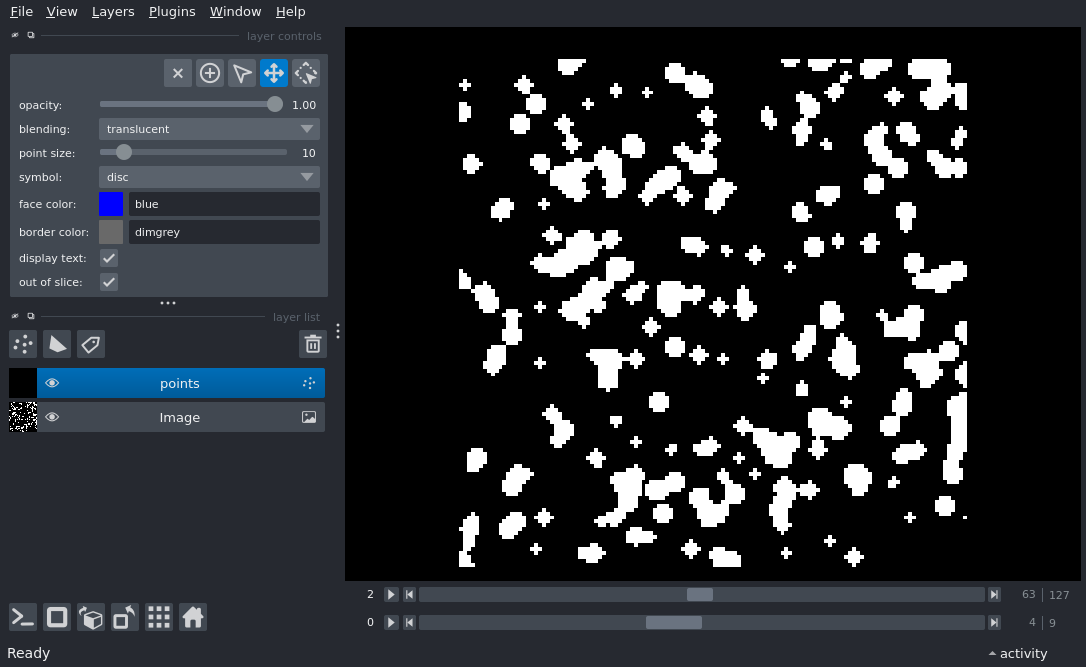 File View Layers Plugins Window Help
layer controls
opacity: 1.00
blending: translucent
point size: 10
symbol: disc
face color: blue
border color: dimgrey
display text:
out of slice:
layer list
points
Image
2 63 127
0 4 9
Ready activity